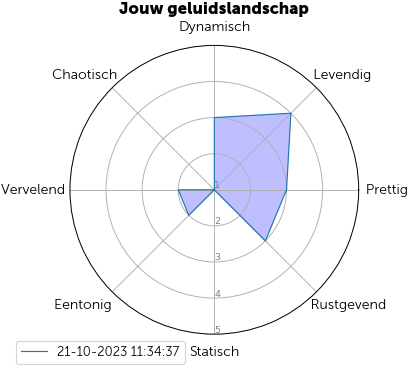 Jouw geluidslandschap
Dynamisch
Chaotisch
Levendig
Vervelend
1
Prettig
2
3
Eentonig
4
Rustgevend
5
21-10-2023 11:34:37
Statisch